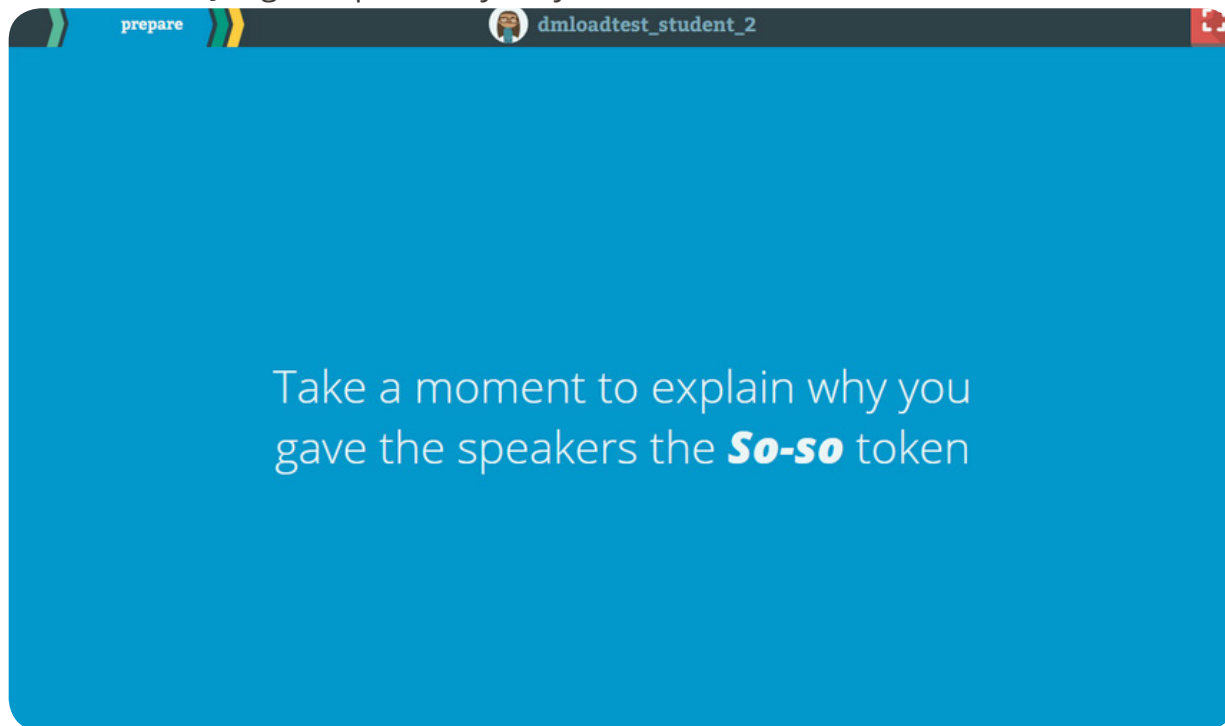 prepare
dmloadtest_student_2
Take a moment to explain why you
gave the speakers the So-so token